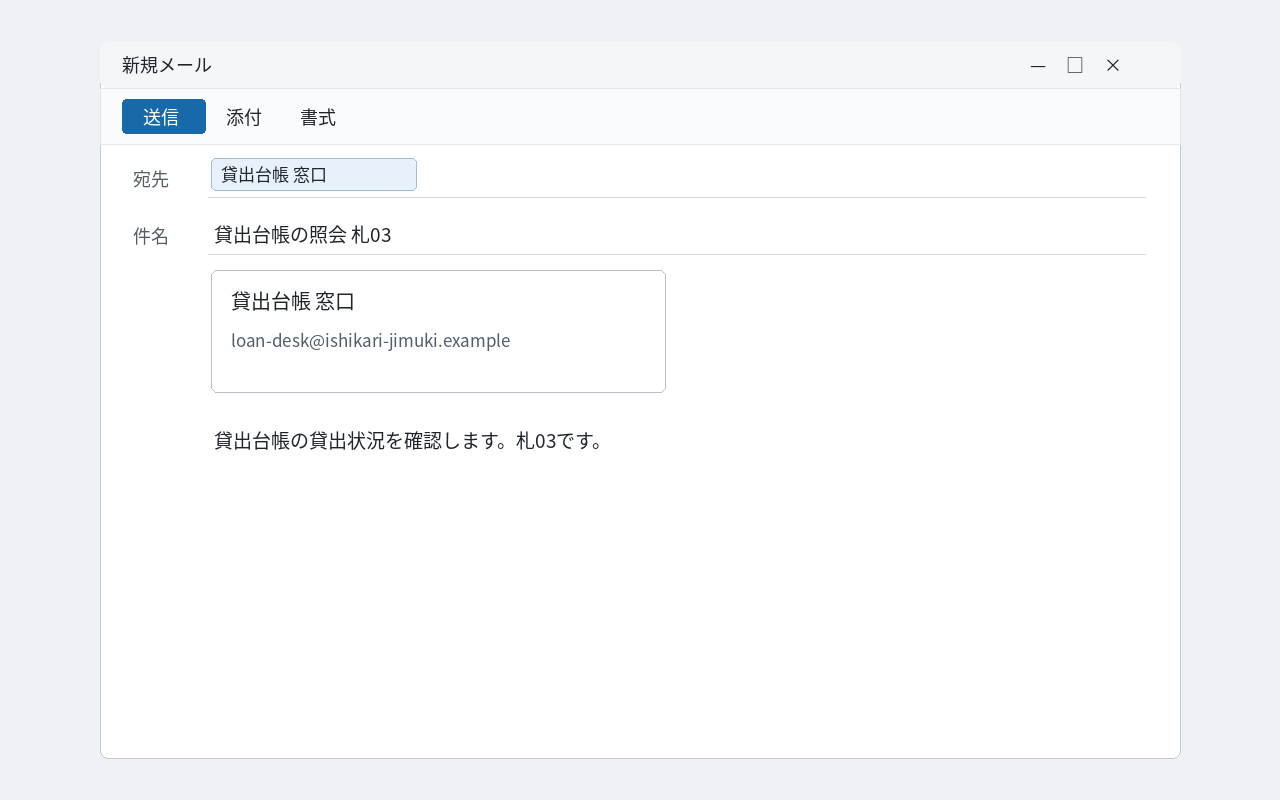 新規メール
送信 添付 書式
宛先 貸出台帳 窓口
件名 貸出台帳の照会 札03
貸出台帳 窓口
loan-desk@ishikari-jimuki.example
貸出台帳の貸出状況を確認します。札03です。